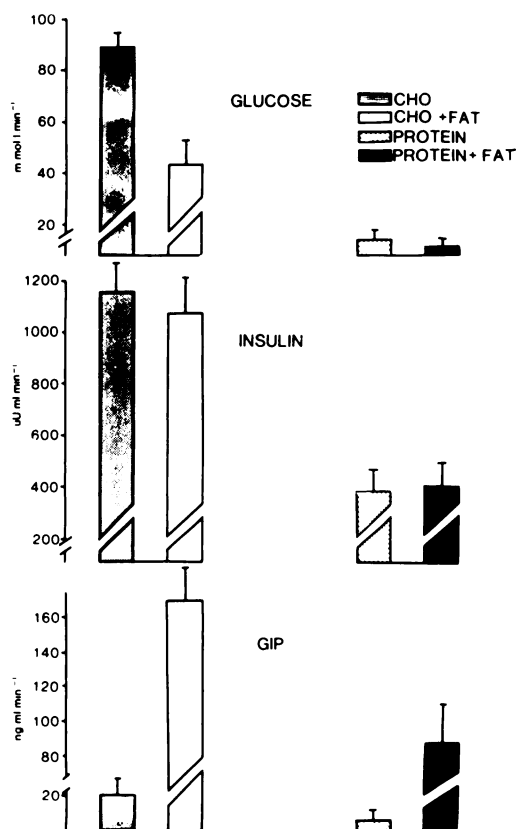 100
80
60
40
20
m mol l min⁻¹
GLUCOSE
CHO
CHO +FAT
PROTEIN
PROTEIN+ FAT
1200
1000
800
600
400
200
uU ml min⁻¹
INSULIN
160
140
120
100
80
20
ng ml min⁻¹
GIP